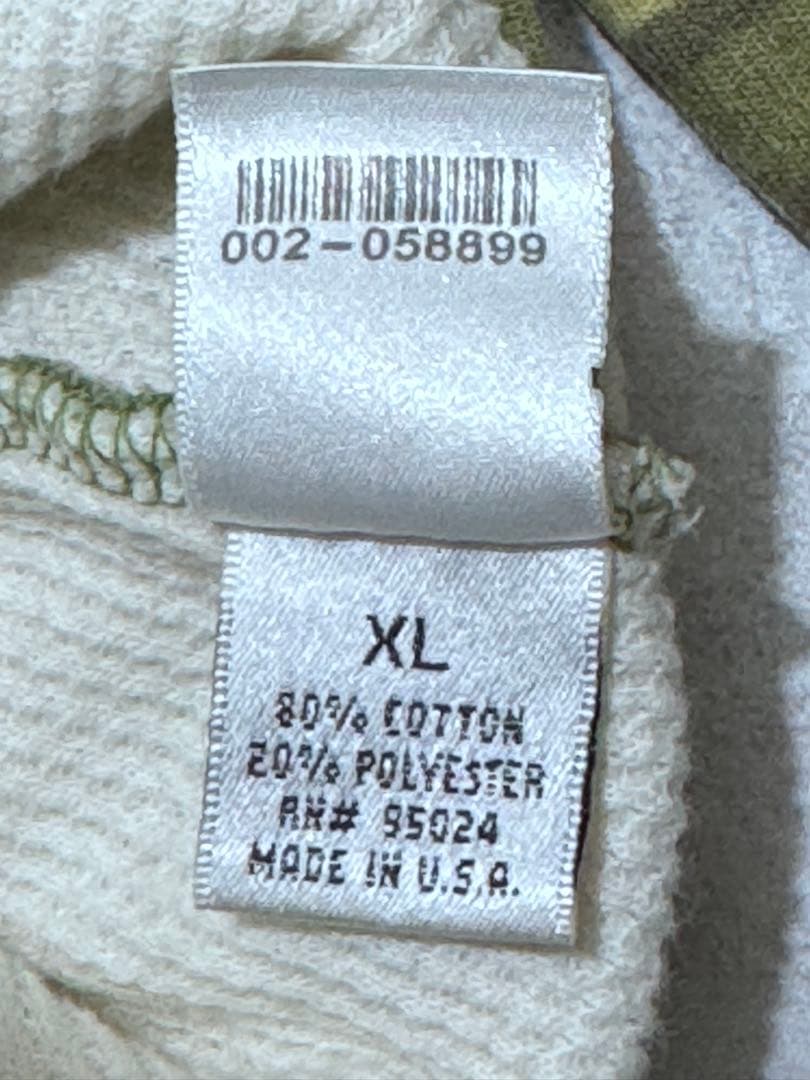 002-058899
XL
80% COTTON
20% POLYESTER
RN# 95024
MADE IN U.S.A.